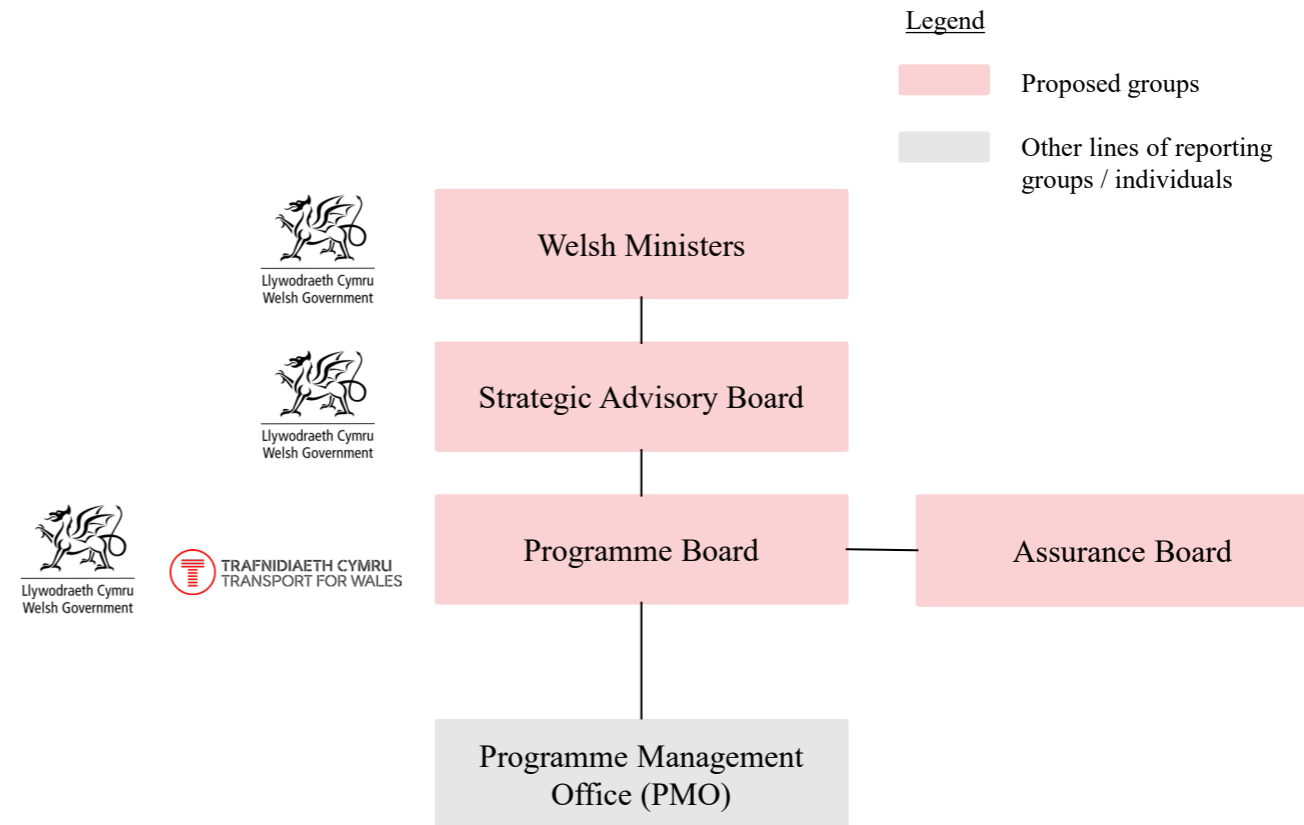 Legend
Proposed groups
Other lines of reporting
groups / individuals
Llywodraeth Cymru
Welsh Government
Welsh Ministers
Llywodraeth Cymru
Welsh Government
Strategic Advisory Board
Llywodraeth Cymru
Welsh Government
TRAFNIDIAETH CYMRU
TRANSPORT FOR WALES
Programme Board
Assurance Board
Programme Management
Office (PMO)